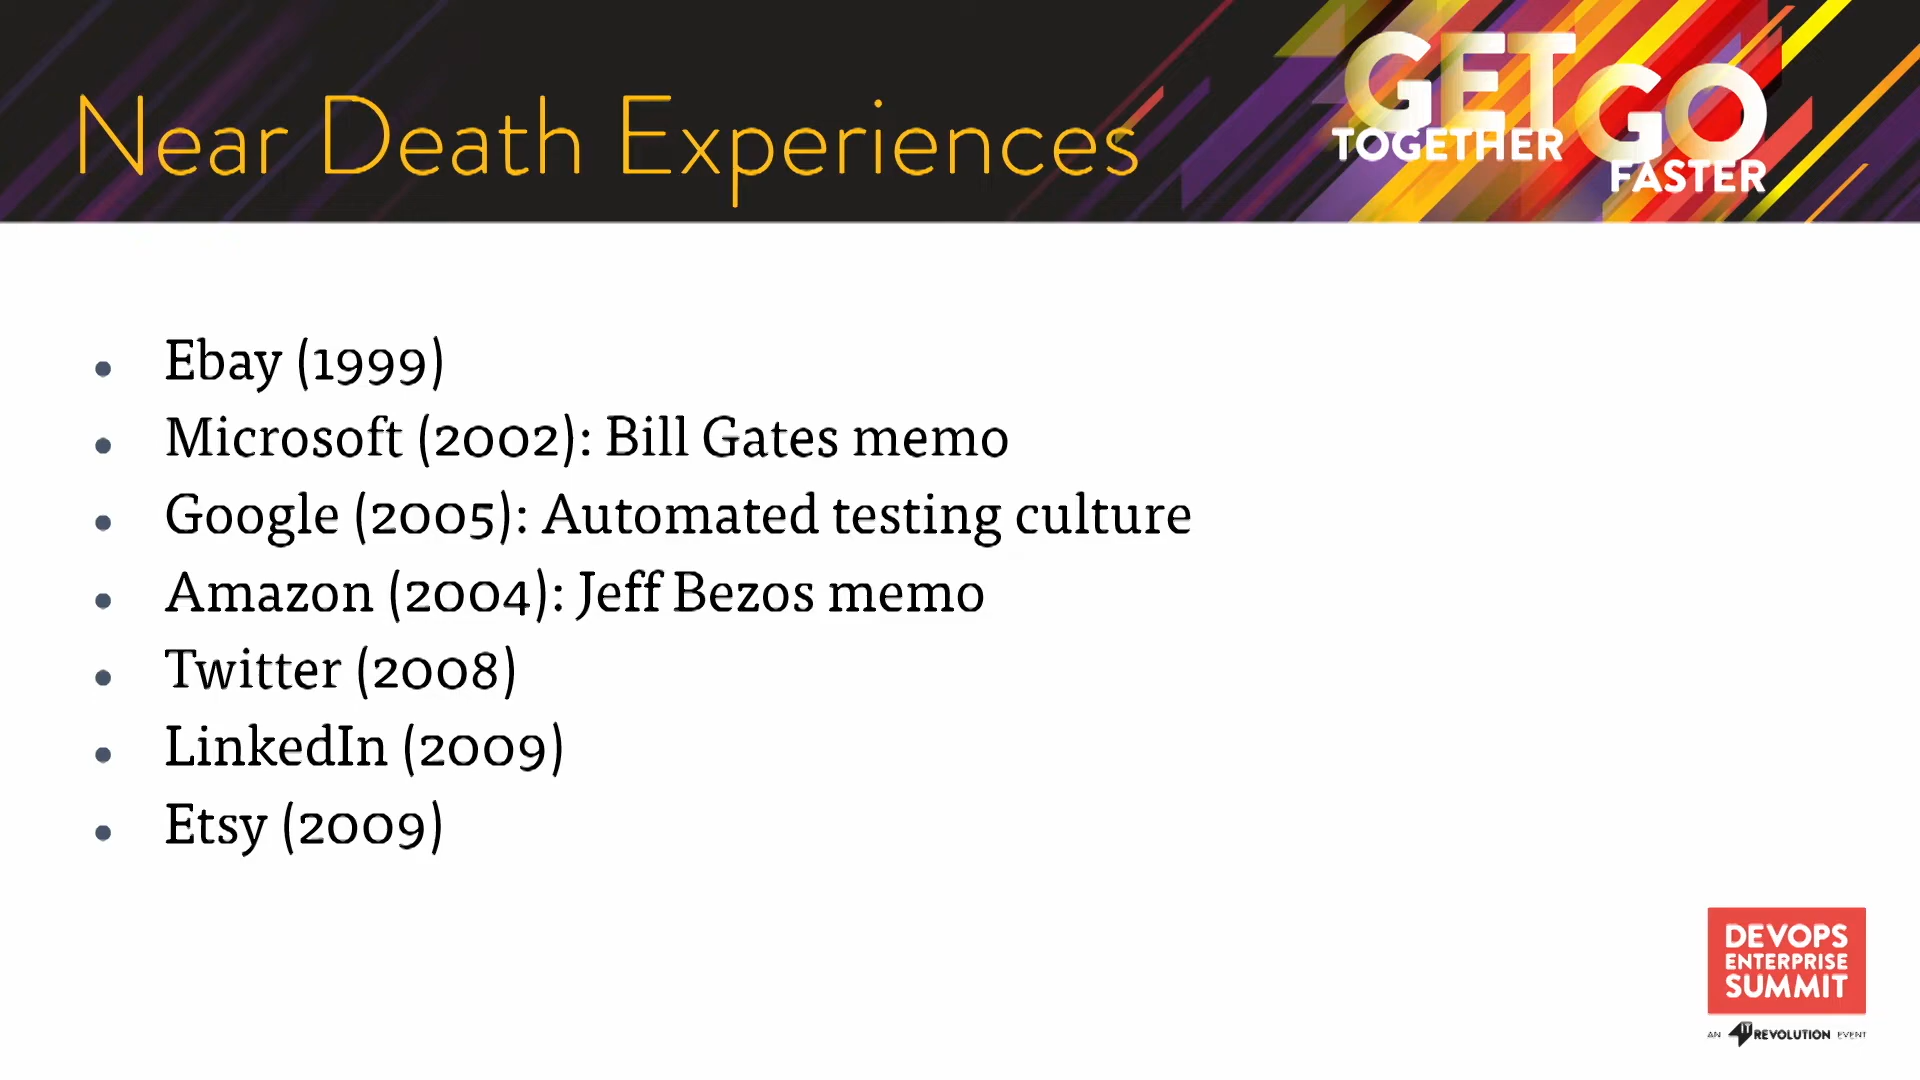 Near Death Experiences
GET
TOGETHER
GO
FASTER
• Ebay (1999)
• Microsoft (2002): Bill Gates memo
• Google (2005): Automated testing culture
• Amazon (2004): Jeff Bezos memo
• Twitter (2008)
• LinkedIn (2009)
• Etsy (2009)
DEVOPS
ENTERPRISE
SUMMIT
AN IT REVOLUTION EVENT